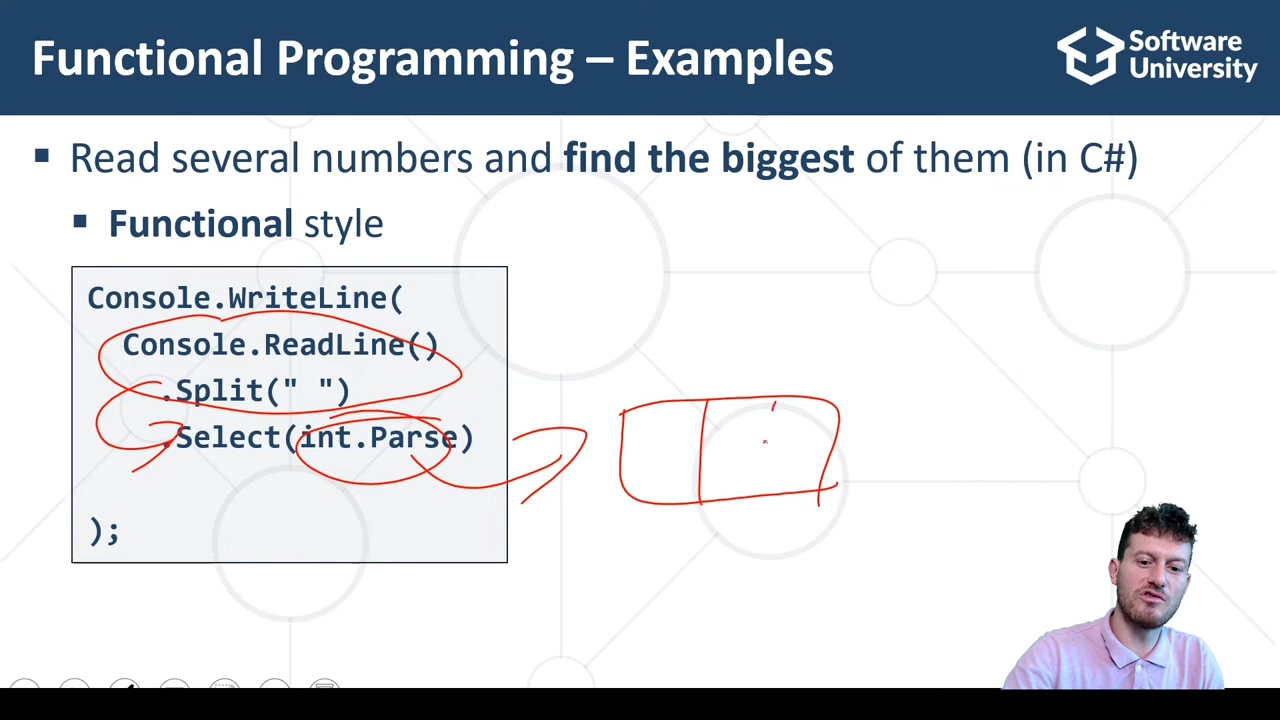 Functional Programming – Examples
Software
University
▪ Read several numbers and find the biggest of them (in C#)
▪ Functional style
Console.WriteLine(
Console.ReadLine()
.Split(" ")
.Select(int.Parse)
);